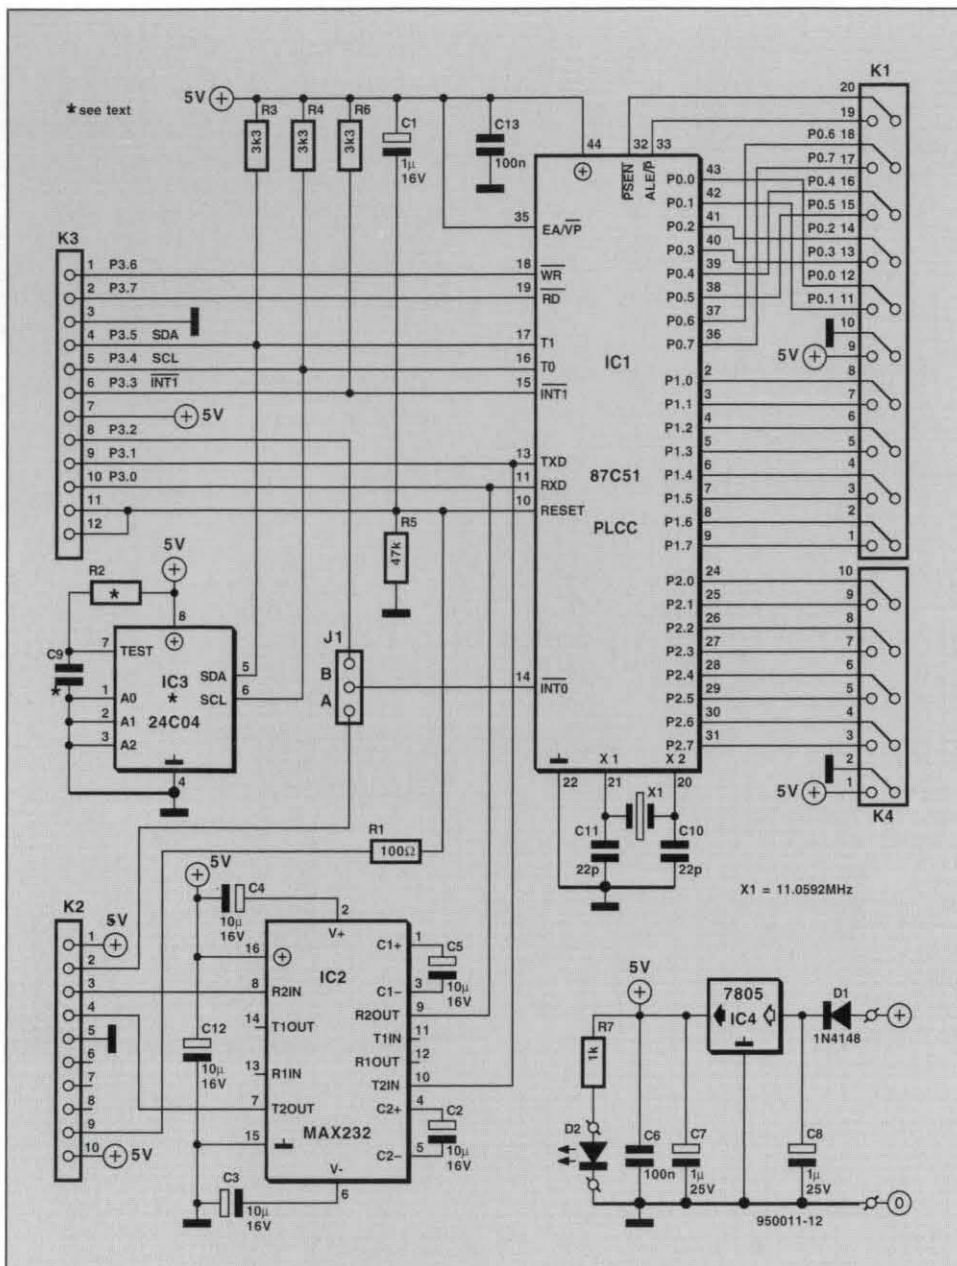 * see text
5V
R3
3k3
R4
3k3
R6
3k3
C1
1µ
16V
C13
100n
44
32
33
PSEN
ALE/P
35
EA/VP
K3
1 P3.6
2 P3.7
3
4 P3.5 SDA
5 P3.4 SCL
6 P3.3 INT1
7
5V
8 P3.2
9 P3.1
10 P3.0
11
12
18 WR
19 RD
17 T1
16 T0
15 INT1
13 TXD
11 RXD
10 RESET
14 INT0
IC1
87C51
PLCC
P0.0 43
P0.1 42
P0.2 41
P0.3 40
P0.4 39
P0.5 38
P0.6 37
P0.7 36
P1.0 2
P1.1 3
P1.2 4
P1.3 5
P1.4 6
P1.5 7
P1.6 8
P1.7 9
P2.0 24
P2.1 25
P2.2 26
P2.3 27
P2.4 28
P2.5 29
P2.6 30
P2.7 31
22
X1
21
X2
20
K1
20
19
P0.6 18
P0.7 17
P0.4 16
P0.5 15
P0.2 14
P0.3 13
P0.0 12
P0.1 11
10
5V
9
8
7
6
5
4
3
2
1
10
9
8
7
6
5
4
3
2
5V
1
K4
R5
47k
5V
R2
*
8
7 TEST
C9
*
IC3
*
24C04
1 A0
2 A1
3 A2
SDA 5
SCL 6
4
J1
B
A
X1
C11
22p
C10
22p
X1 = 11.0592MHz
R1
100Ω
5V
C4
10µ
16V
K2
1
5V
2
3
4
5
6
7
8
9
10
5V
2
V+
16
IC2
8 R2IN
14 T1OUT
13 R1IN
7 T2OUT
15
MAX232
V-
6
C1+ 1
C1− 3
R2OUT 9
T1IN 11
R1OUT 12
T2IN 10
C2+ 4
C2− 5
C5
10µ
16V
C2
10µ
16V
C12
10µ
16V
C3
10µ
16V
5V
7805
IC4
D1
1N4148
R7
1k
D2
C6
100n
C7
1µ
25V
C8
1µ
25V
0
950011-12